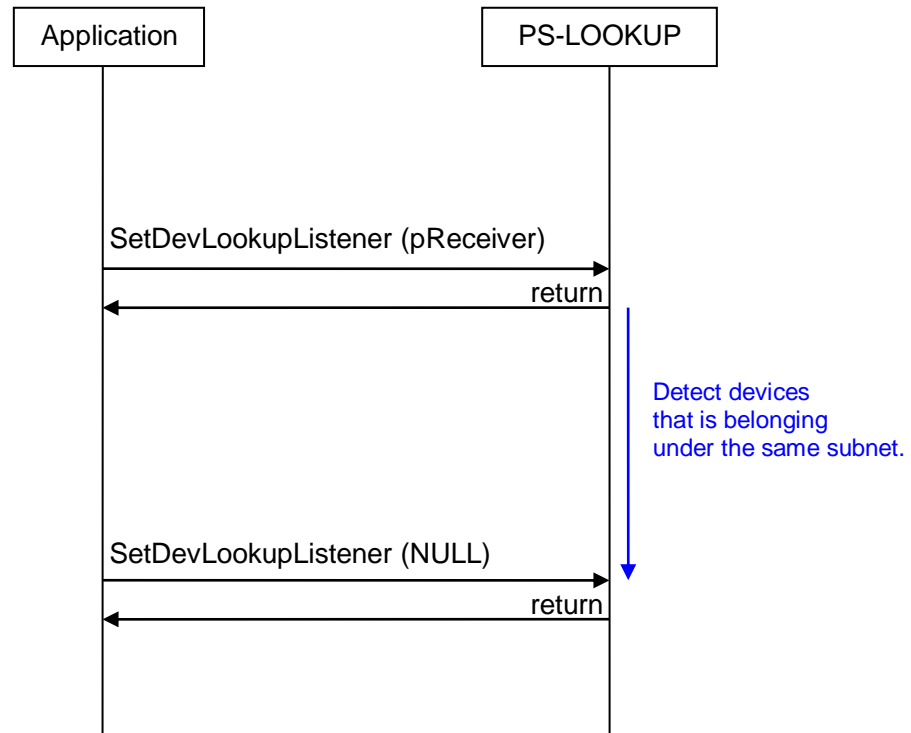 Application
PS-LOOKUP
SetDevLookupListener (pReceiver)
return
Detect devices
that is belonging
under the same subnet.
SetDevLookupListener (NULL)
return